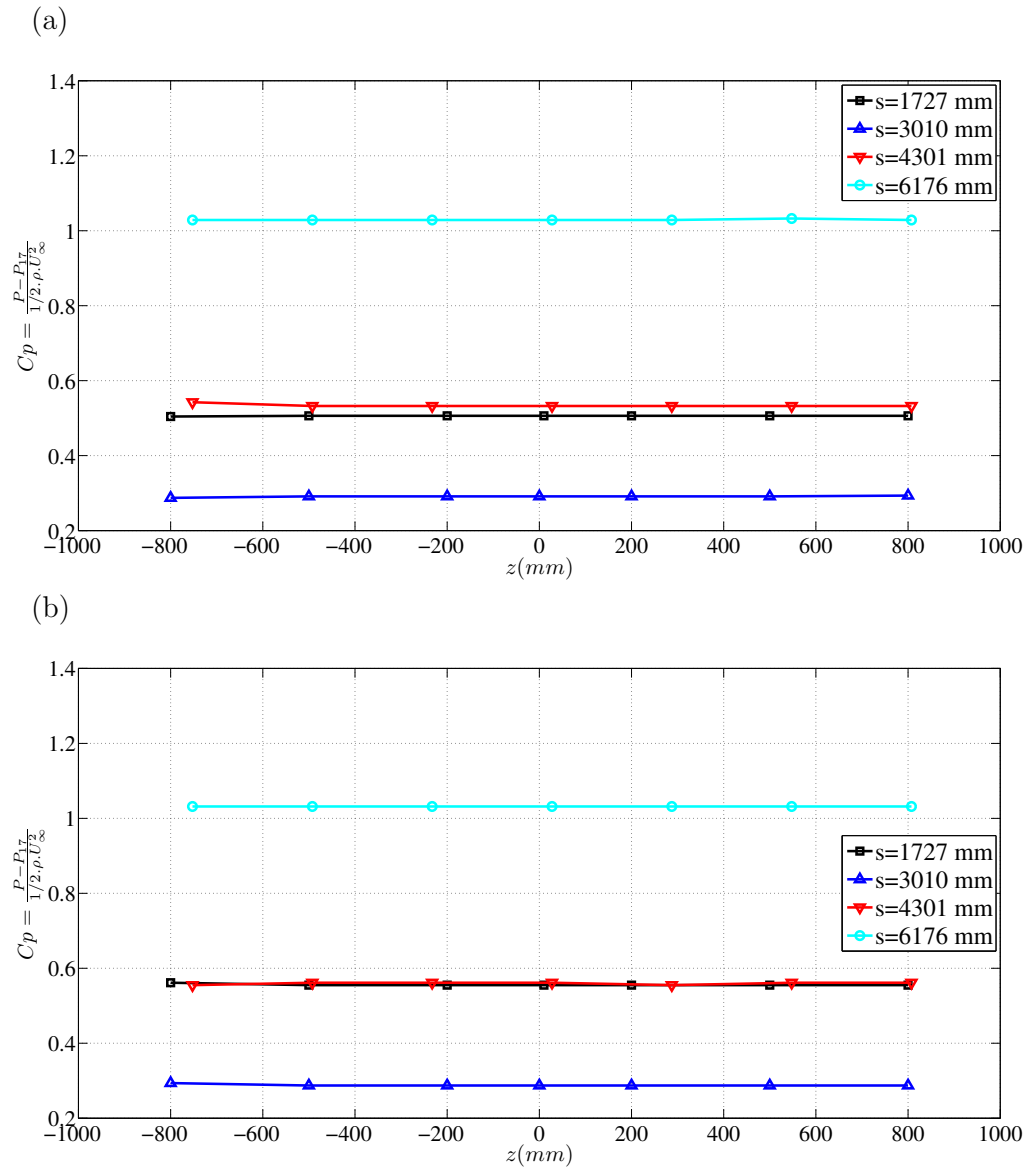 (a)
1.4
1.2
1
0.8
0.6
0.4
0.2
−1000 −800 −600 −400 −200 0 200 400 600 800 1000
z(mm)
Cp = P−P17 / 1/2.ρ.U∞²
s=1727 mm
s=3010 mm
s=4301 mm
s=6176 mm
(b)
1.4
1.2
1
0.8
0.6
0.4
0.2
−1000 −800 −600 −400 −200 0 200 400 600 800 1000
z(mm)
Cp = P−P17 / 1/2.ρ.U∞²
s=1727 mm
s=3010 mm
s=4301 mm
s=6176 mm